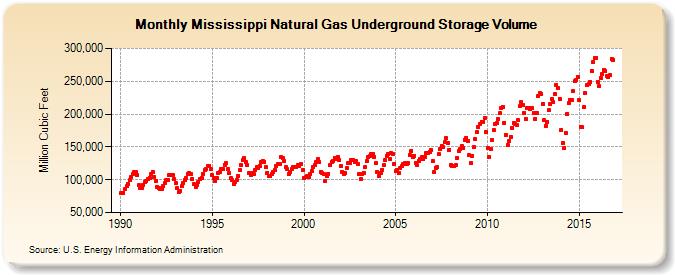 Monthly Mississippi Natural Gas Underground Storage Volume
Million Cubic Feet
300,000
250,000
200,000
150,000
100,000
50,000
1990 1995 2000 2005 2010 2015
Source: U.S. Energy Information Administration